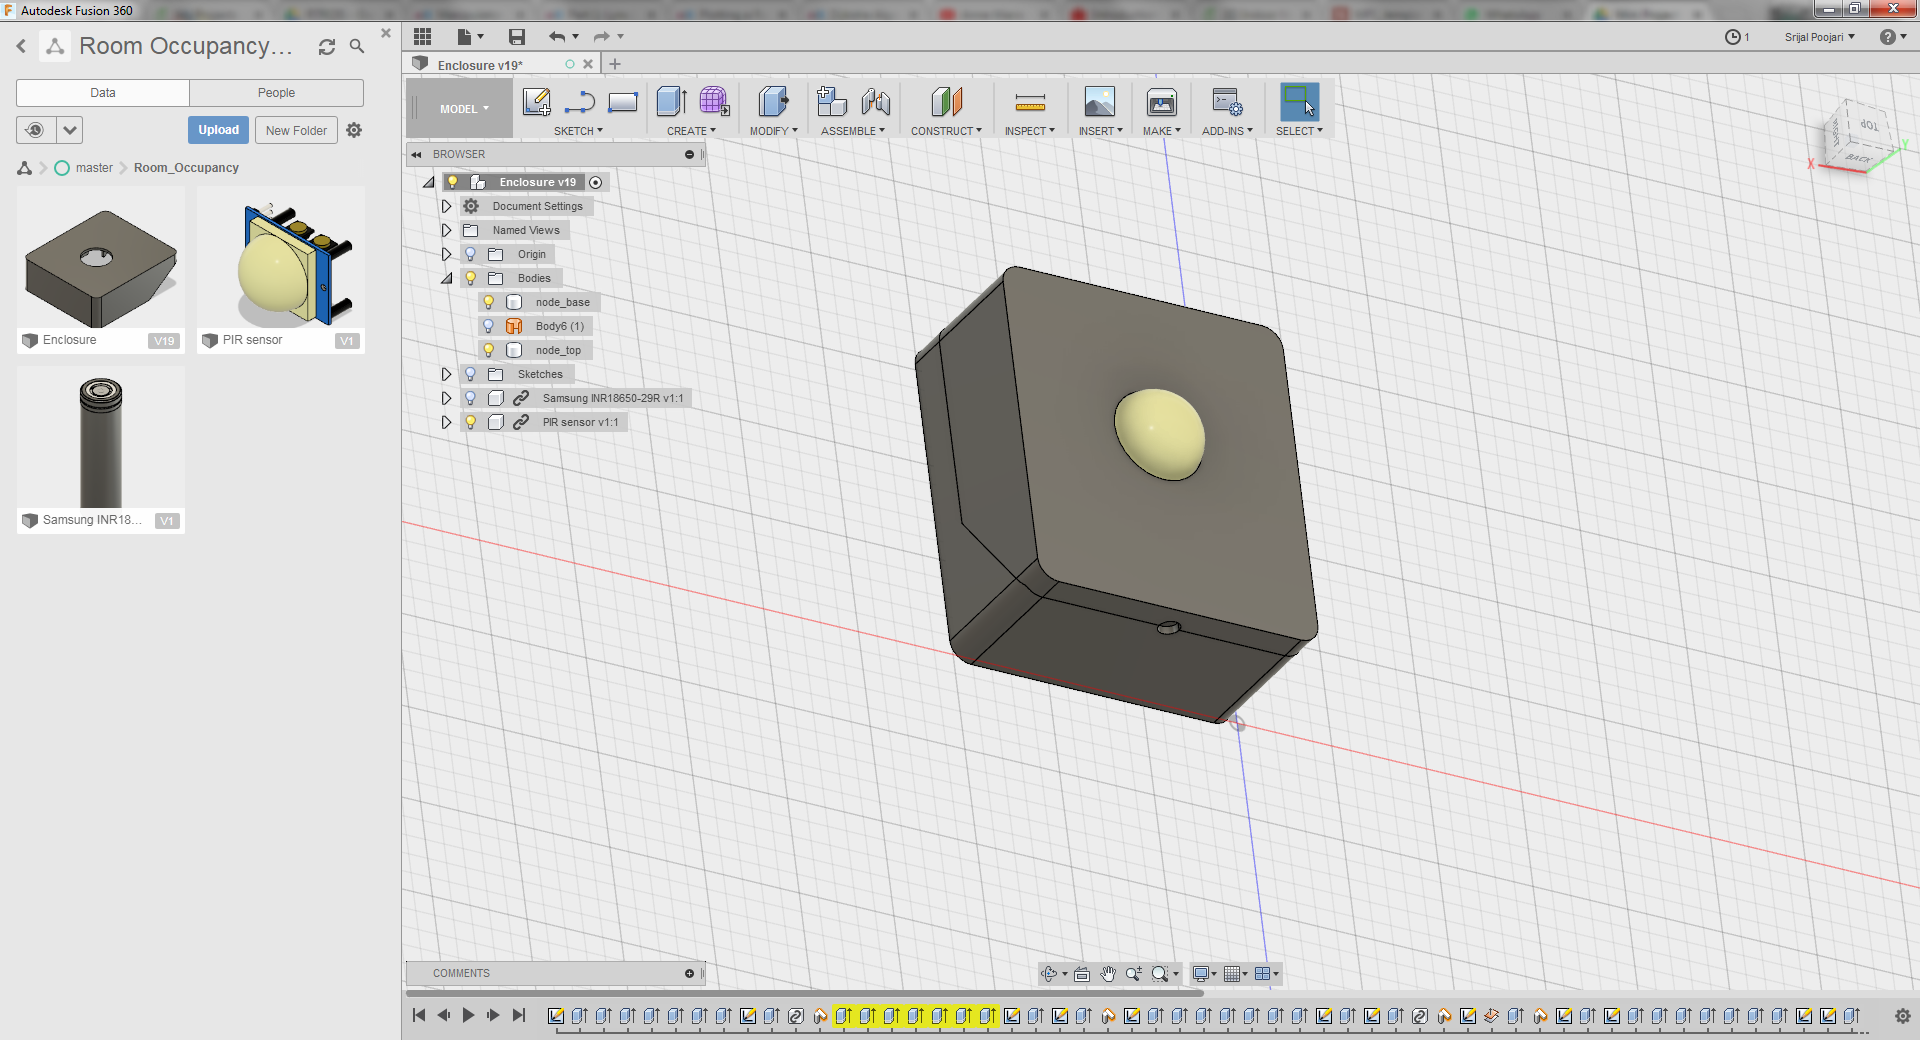 Autodesk Fusion 360
Room Occupancy...
Data
People
Upload
New Folder
master
Room_Occupancy
Enclosure
V19
PIR sensor
V1
Samsung INR18...
V1
1
Srijal Poojari
Enclosure v19*
MODEL
SKETCH
CREATE
MODIFY
ASSEMBLE
CONSTRUCT
INSPECT
INSERT
MAKE
ADD-INS
SELECT
BROWSER
Enclosure v19
Document Settings
Named Views
Origin
Bodies
node_base
Body6 (1)
node_top
Sketches
Samsung INR18650-29R v1:1
PIR sensor v1:1
TOP
BACK
X
Y
COMMENTS